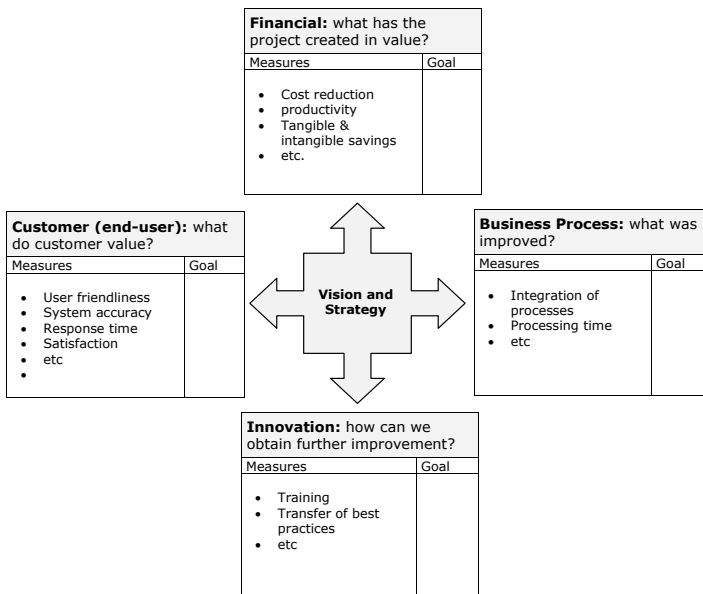 Financial: what has the
project created in value?
Measures Goal
• Cost reduction
• productivity
• Tangible &
intangible savings
• etc.
Customer (end-user): what
do customer value?
Measures Goal
• User friendliness
• System accuracy
• Response time
• Satisfaction
• etc
•
Vision and
Strategy
Business Process: what was
improved?
Measures Goal
• Integration of
processes
• Processing time
• etc
Innovation: how can we
obtain further improvement?
Measures Goal
• Training
• Transfer of best
practices
• etc